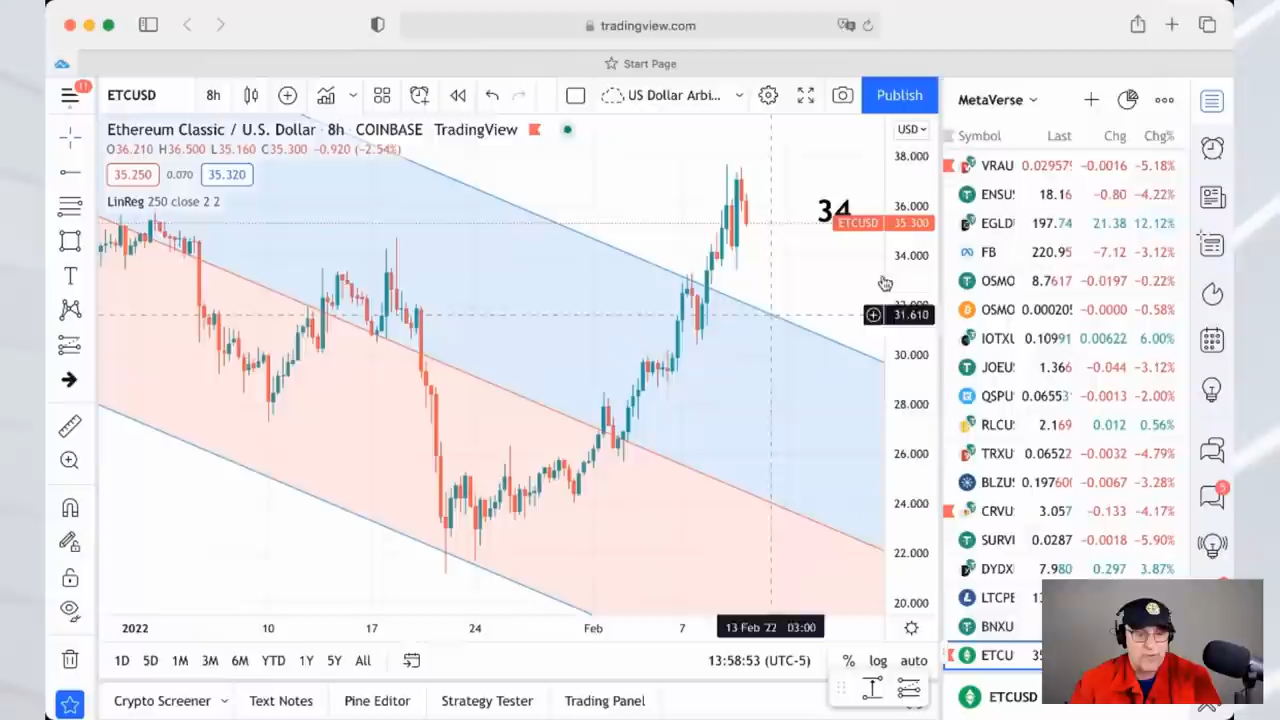 tradingview.com
Start Page
11
ETCUSD
8h
US Dollar Arbi...
Publish
Ethereum Classic / U.S. Dollar · 8h COINBASE TradingView
O36.210 H36.500 L35.160 C35.300 −0.920 (−2.54%)
35.250 0.070 35.320
LinReg 250 close 2 2
USD
38.000
36.000
34
ETCUSD 35.300
34.000
31.610
30.000
28.000
26.000
24.000
22.000
20.000
2022 10 17 24 Feb 7 13 Feb '22 03:00
1D 5D 1M 3M 6M YTD 1Y 5Y All
13:58:53 (UTC-5) % log auto
Crypto Screener Text Notes Pine Editor Strategy Tester Trading Panel
MetaVerse
Symbol Last Chg Chg%
VRAU −0.0016 −5.18%
ENSU 18.16 −0.80 −4.22%
EGLD 197.74 21.38 12.12%
FB 220.95 −7.12 −3.12%
OSMO 8.7617 −0.0197 −0.22%
OSMO 0.00020 −0.0000 −0.58%
IOTX 0.10991 0.00622 6.00%
JOEU 1.366 −0.044 −3.12%
QSPU 0.0655 −0.0013 −2.00%
RLCU 2.169 0.012 0.56%
TRXU 0.06522 −0.0032 −4.79%
BLZU 0.19760 −0.0067 −3.28%
CRVU 3.057 −0.133 −4.17%
SURV 0.0287 −0.0018 −5.90%
DYDX 7.980 0.297 3.87%
LTCPE
BNXU
ETCU
ETCUSD
5